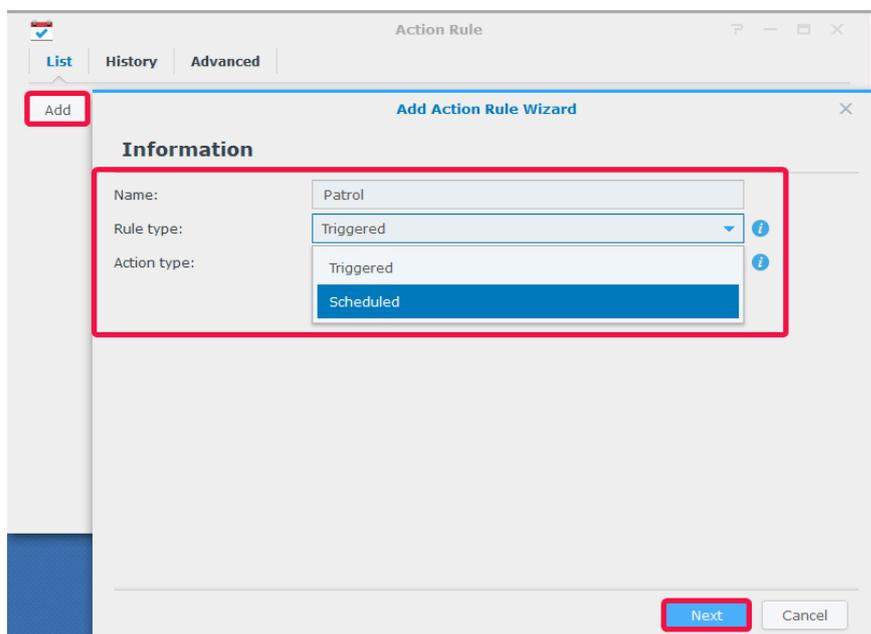 Action Rule
List History Advanced
Add
Add Action Rule Wizard
Information
Name: Patrol
Rule type: Triggered
Action type:
Triggered
Scheduled
Next Cancel